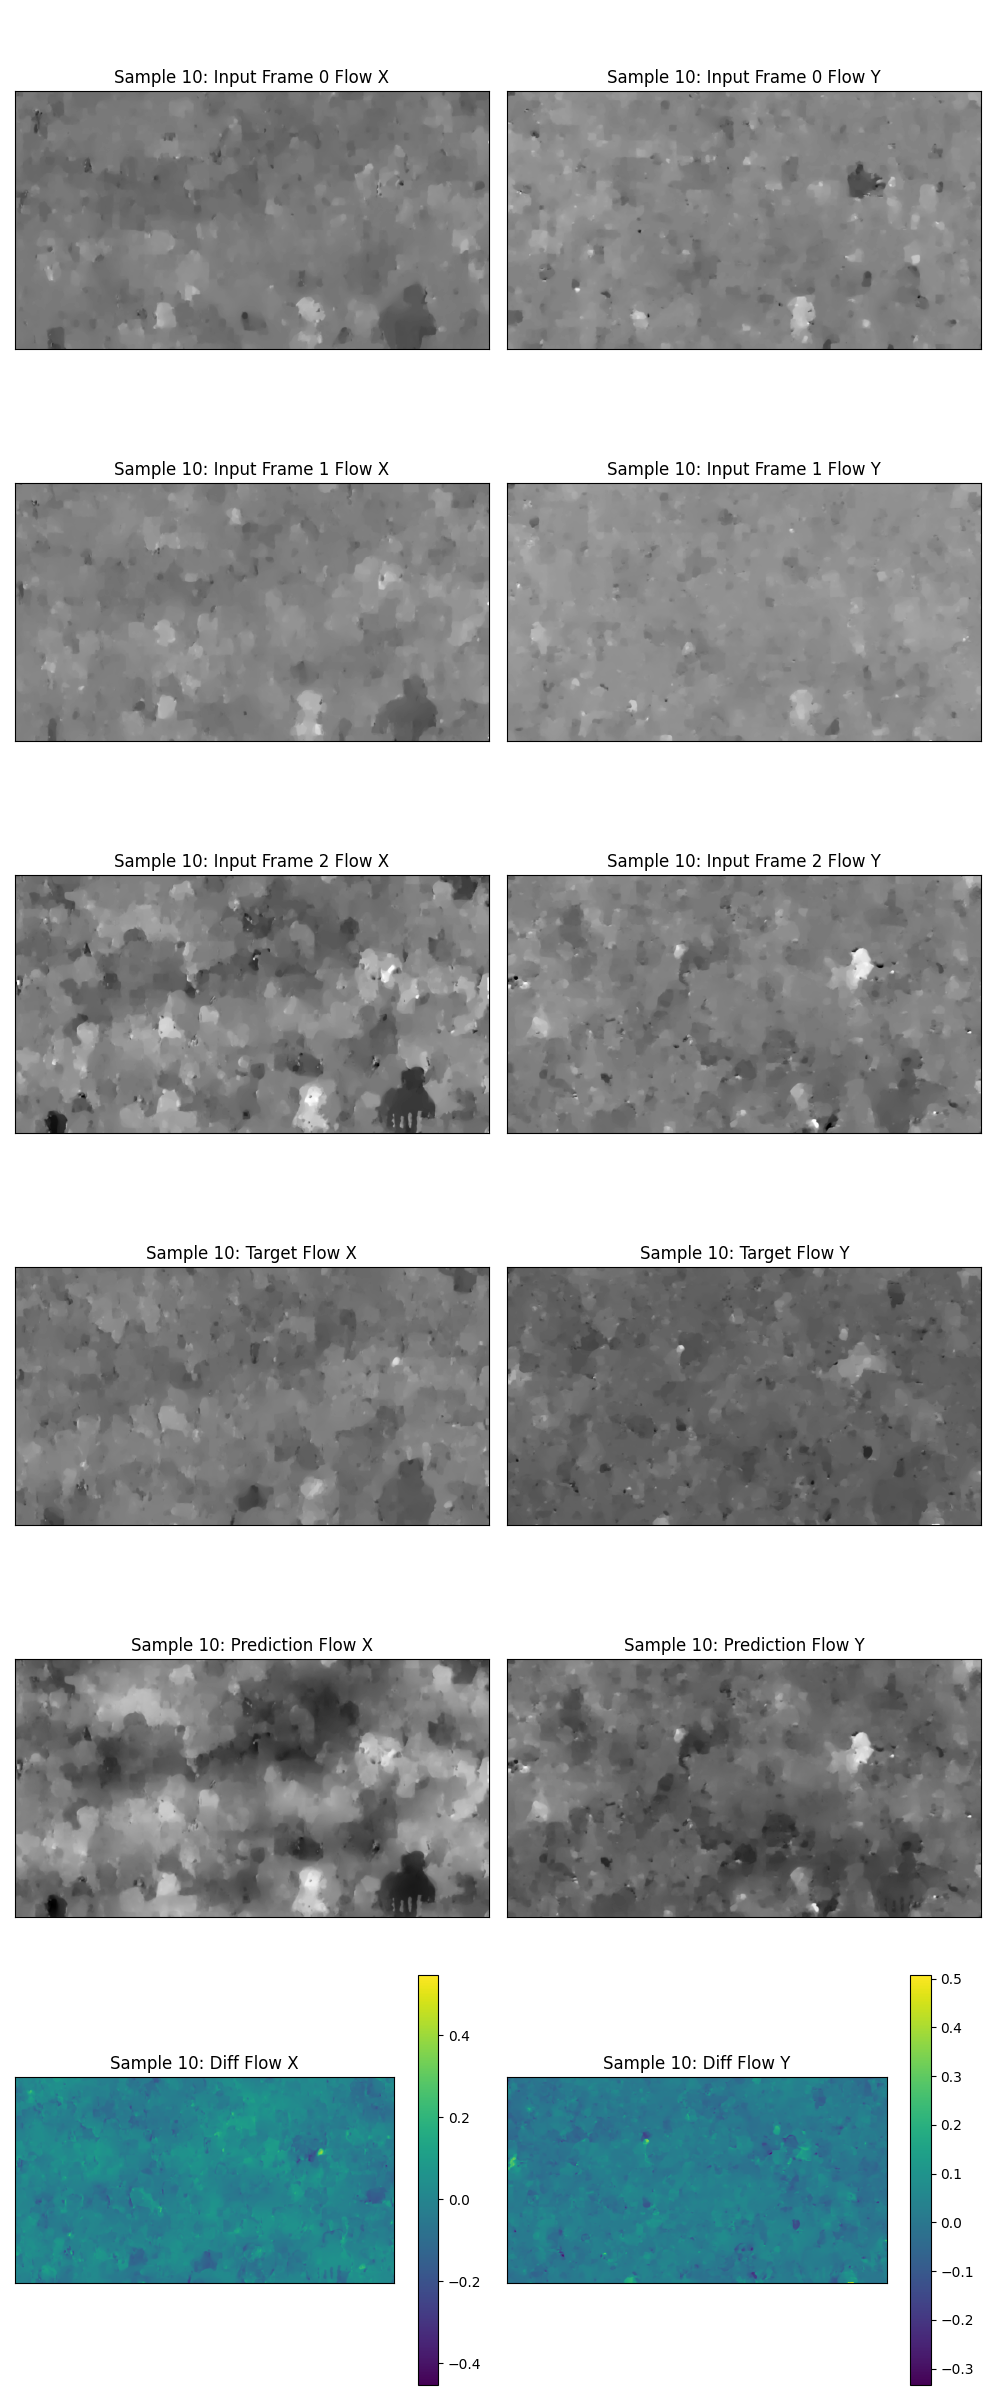 Sample 10: Input Frame 0 Flow X
Sample 10: Input Frame 0 Flow Y
Sample 10: Input Frame 1 Flow X
Sample 10: Input Frame 1 Flow Y
Sample 10: Input Frame 2 Flow X
Sample 10: Input Frame 2 Flow Y
Sample 10: Target Flow X
Sample 10: Target Flow Y
Sample 10: Prediction Flow X
Sample 10: Prediction Flow Y
Sample 10: Diff Flow X
0.4
0.2
0.0
−0.2
−0.4
Sample 10: Diff Flow Y
0.5
0.4
0.3
0.2
0.1
0.0
−0.1
−0.2
−0.3